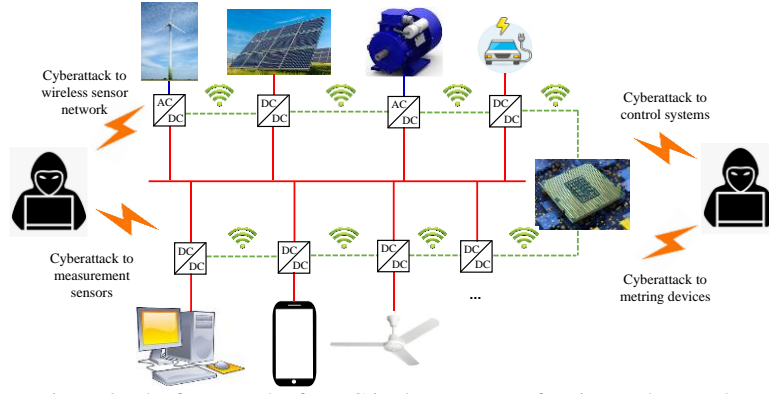 Cyberattack to
wireless sensor
network
AC
DC
DC
DC
AC
DC
DC
DC
Cyberattack to
control systems
Cyberattack to
measurement
sensors
DC
DC
DC
DC
DC
DC
DC
DC
...
Cyberattack to
metring devices